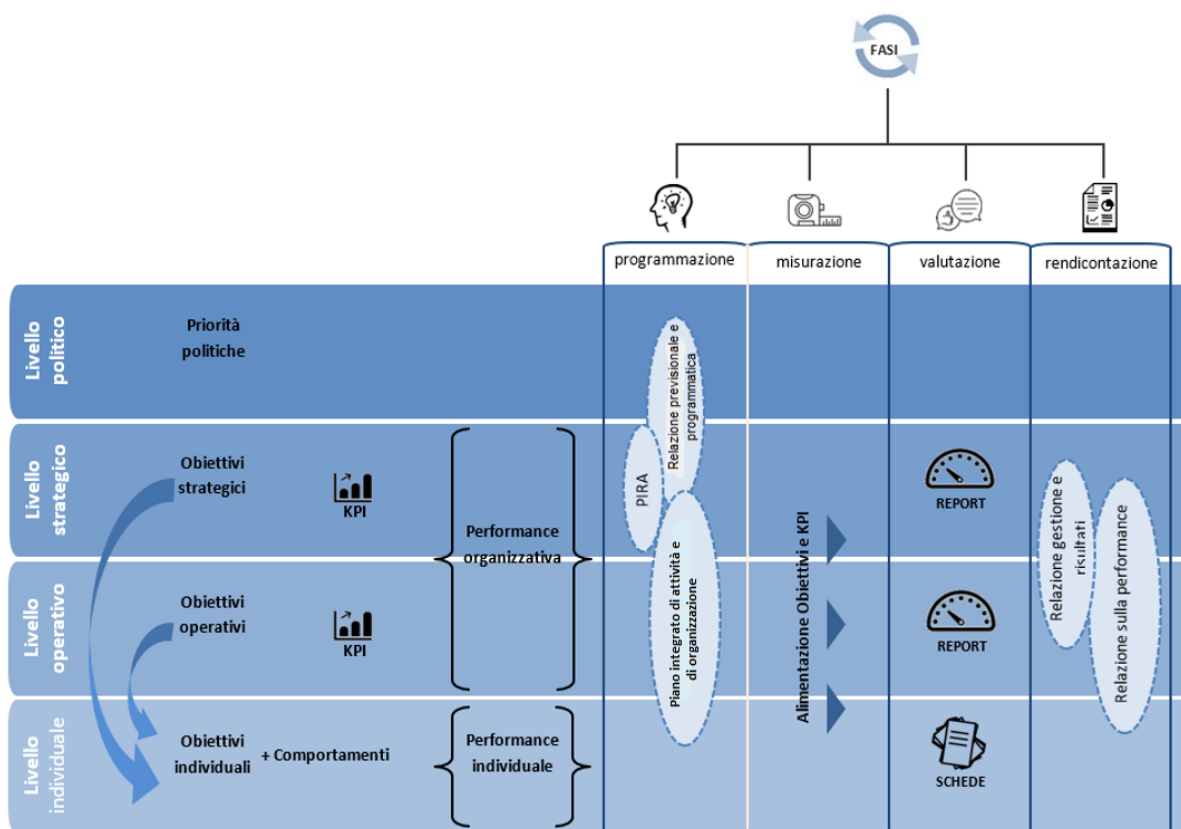 FASI
programmazione
misurazione
valutazione
rendicontazione
Livello
politico
Priorità
politiche
Relazione previsionale e
programmatica
Livello
strategico
Obiettivi
strategici
KPI
Performance
organizzativa
PIRA
Piano integrato di attività e
di organizzazione
Alimentazione Obiettivi e KPI
REPORT
Relazione gestione e
risultati
Relazione sulla performance
Livello
operativo
Obiettivi
operativi
KPI
REPORT
Livello
individuale
Obiettivi
individuali
+ Comportamenti
Performance
individuale
SCHEDE